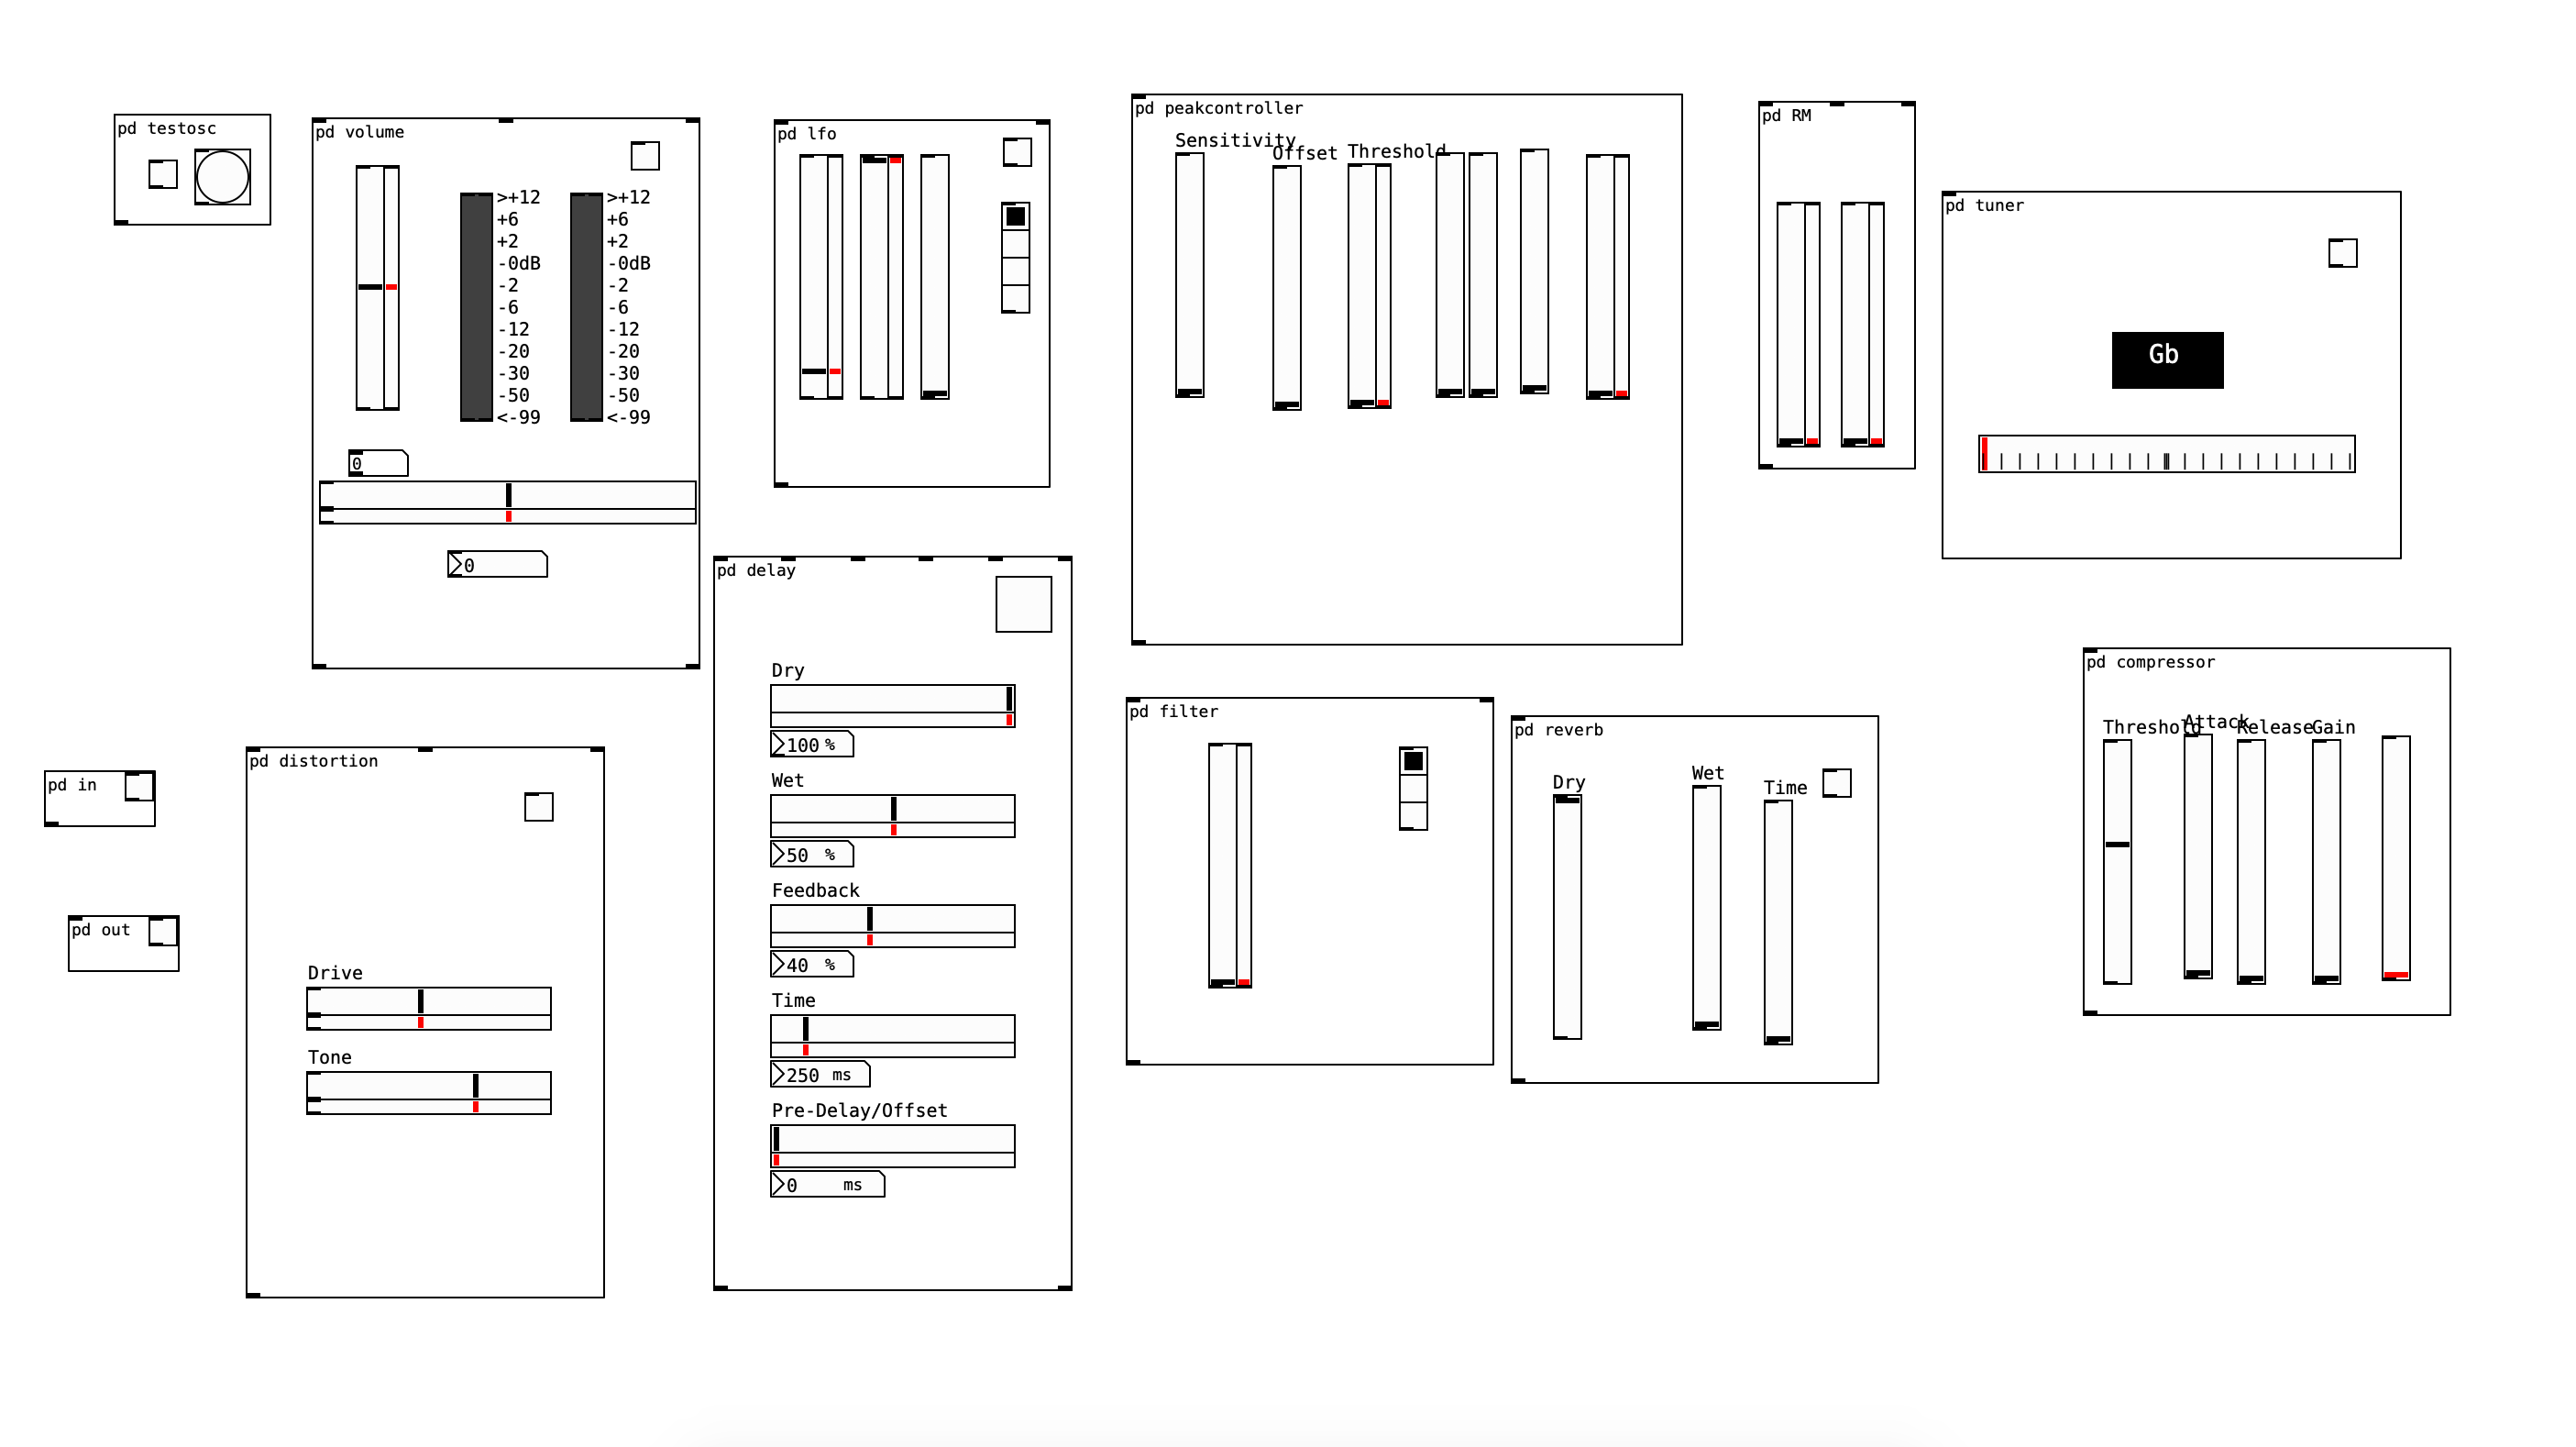 pd testosc
pd volume
>+12
+6
+2
-0dB
-2
-6
-12
-20
-30
-50
<-99
>+12
+6
+2
-0dB
-2
-6
-12
-20
-30
-50
<-99
0
0
pd lfo
pd peakcontroller
Sensitivity
Offset
Threshold
pd RM
pd tuner
Gb
pd delay
Dry
100 %
Wet
50 %
Feedback
40 %
Time
250 ms
Pre-Delay/Offset
0 ms
pd filter
pd reverb
Dry
Wet
Time
pd compressor
Threshold
Attack
Release
Gain
pd in
pd out
pd distortion
Drive
Tone